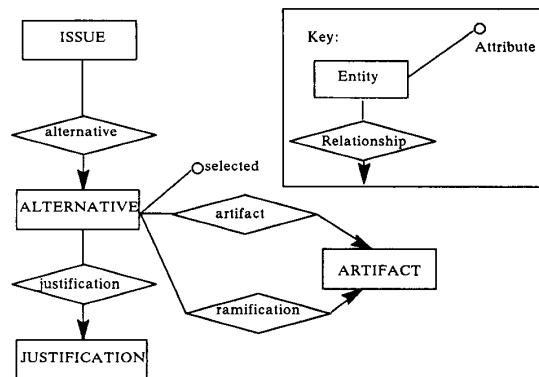 ISSUE
Key:
Attribute
Entity
alternative
Relationship
selected
ALTERNATIVE
artifact
ARTIFACT
justification
ramification
JUSTIFICATION